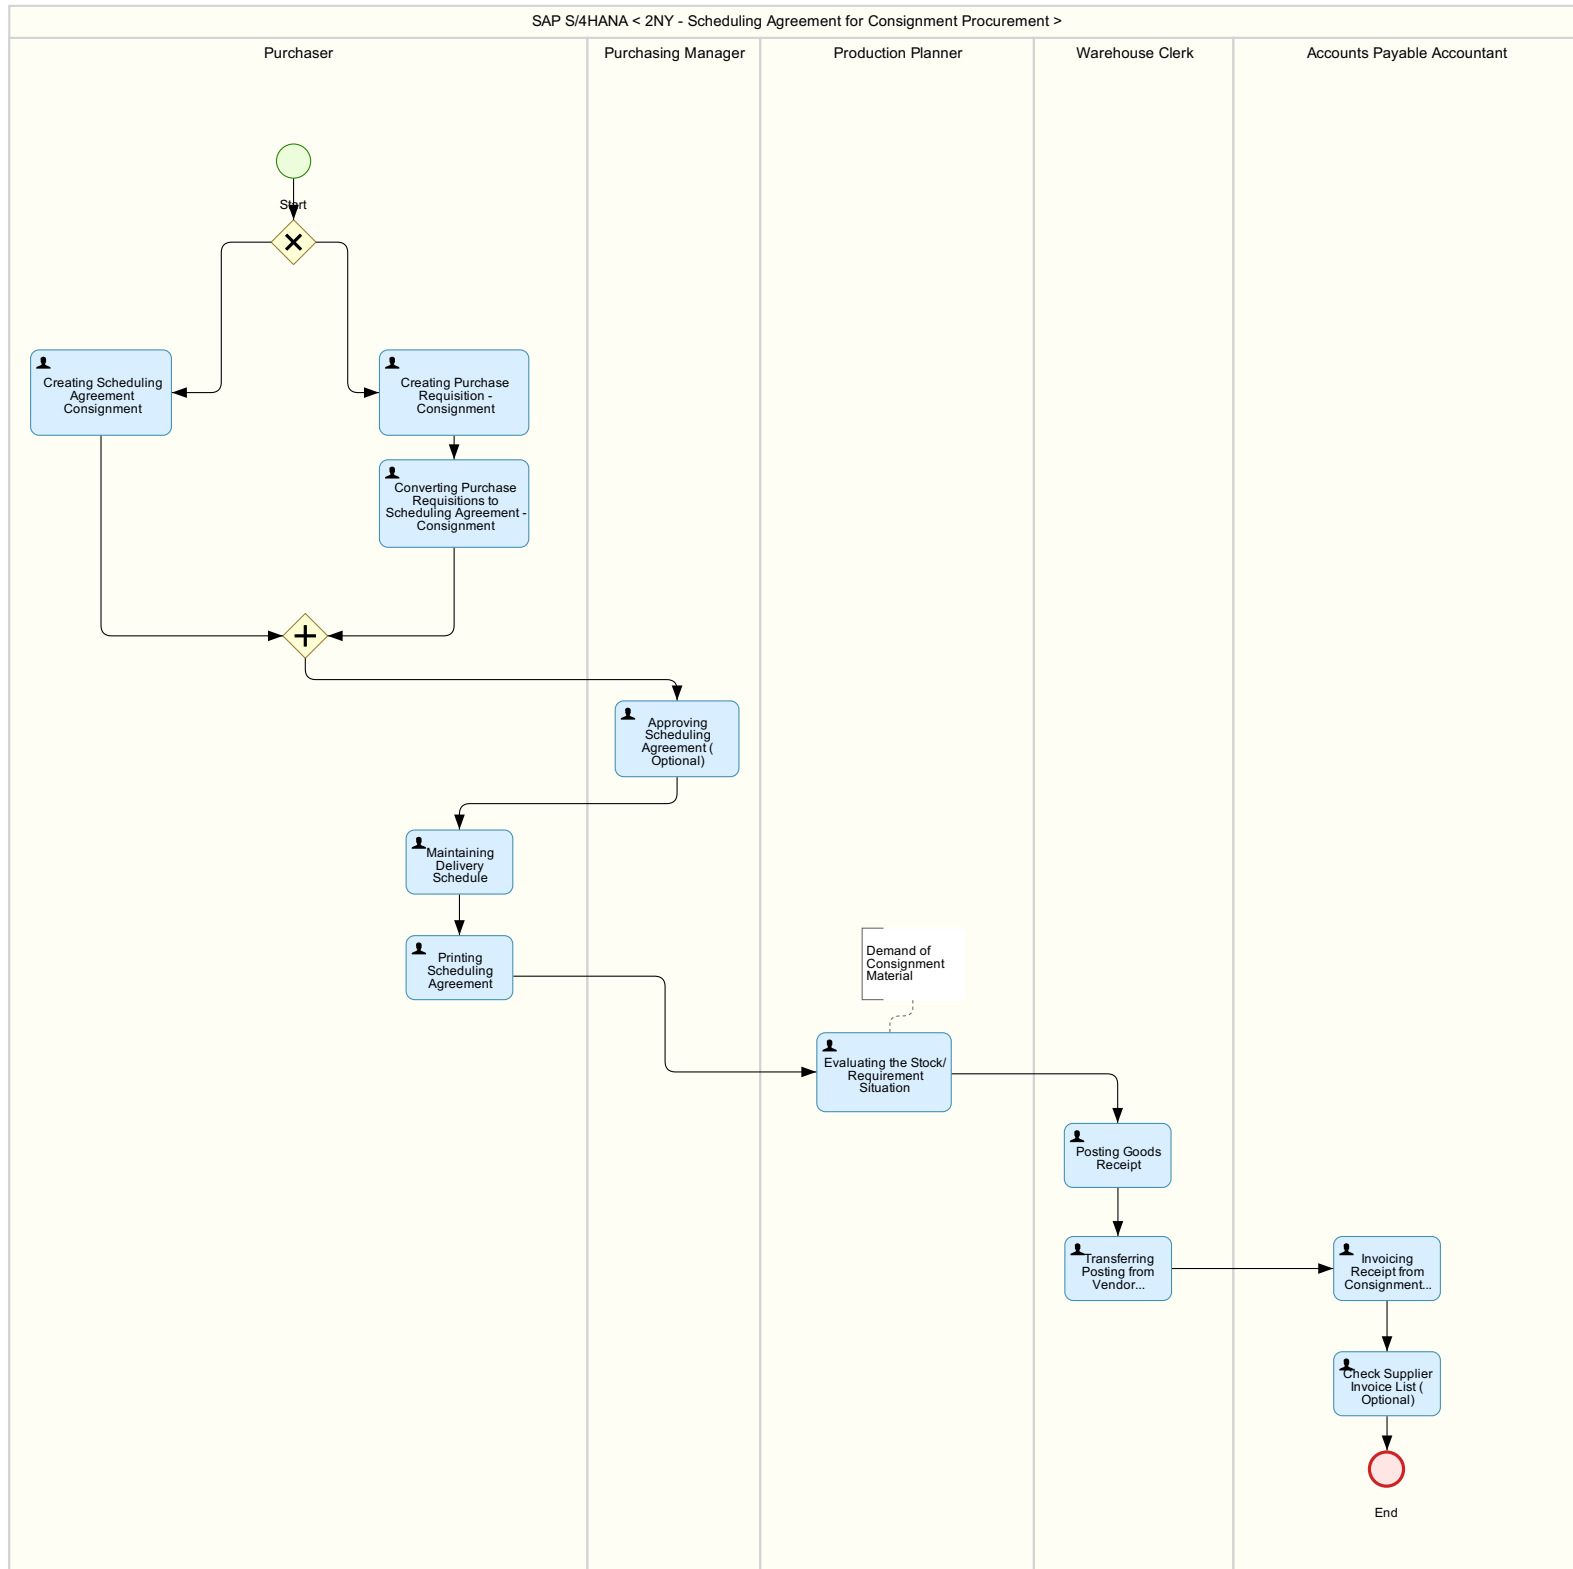 SAP S/4HANA < 2NY - Scheduling Agreement for Consignment Procurement >
Purchaser
Purchasing Manager
Production Planner
Warehouse Clerk
Accounts Payable Accountant
Start
Creating Scheduling
Agreement
Consignment
Creating Purchase
Requisition -
Consignment
Converting Purchase
Requisitions to
Scheduling Agreement -
Consignment
Approving
Scheduling
Agreement (
Optional)
Maintaining
Delivery
Schedule
Printing
Scheduling
Agreement
Demand of
Consignment
Material
Evaluating the Stock/
Requirement
Situation
Posting Goods
Receipt
Transferring
Posting from
Vendor...
Invoicing
Receipt from
Consignment...
Check Supplier
Invoice List (
Optional)
End